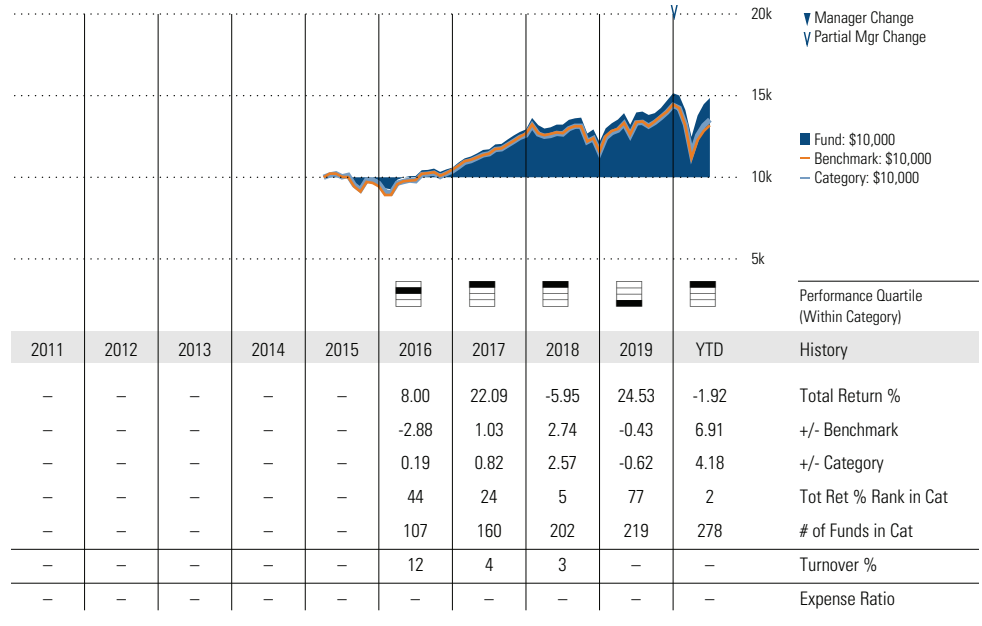 20k
▼ Manager Change
V Partial Mgr Change
15k
Fund: $10,000
Benchmark: $10,000
Category: $10,000
10k
5k
Performance Quartile
(Within Category)
2011 2012 2013 2014 2015 2016 2017 2018 2019 YTD History
– – – – – 8.00 22.09 -5.95 24.53 -1.92 Total Return %
– – – – – -2.88 1.03 2.74 -0.43 6.91 +/- Benchmark
– – – – – 0.19 0.82 2.57 -0.62 4.18 +/- Category
– – – – – 44 24 5 77 2 Tot Ret % Rank in Cat
– – – – – 107 160 202 219 278 # of Funds in Cat
– – – – – 12 4 3 – – Turnover %
– – – – – – – – – – Expense Ratio